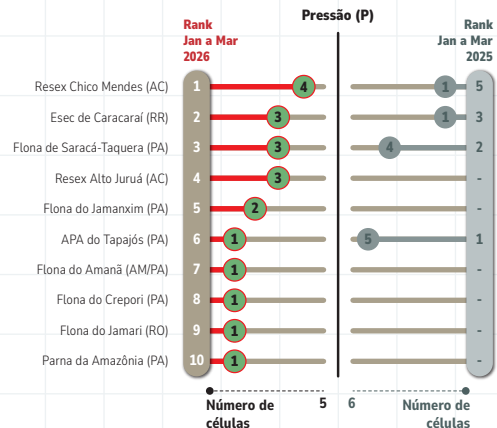 Pressão (P)
Rank
Jan a Mar
2026
Rank
Jan a Mar
2025
Resex Chico Mendes (AC) 1 4 1 5
Esec de Caracaraí (RR) 2 3 1 3
Flona de Saracá-Taquera (PA) 3 3 4 2
Resex Alto Juruá (AC) 4 3 -
Flona do Jamanxim (PA) 5 2 -
APA do Tapajós (PA) 6 1 5 1
Flona do Amanã (AM/PA) 7 1 -
Flona do Crepori (PA) 8 1 -
Flona do Jamari (RO) 9 1 -
Parna da Amazônia (PA) 10 1 -
Número de
células
5 6
Número de
células